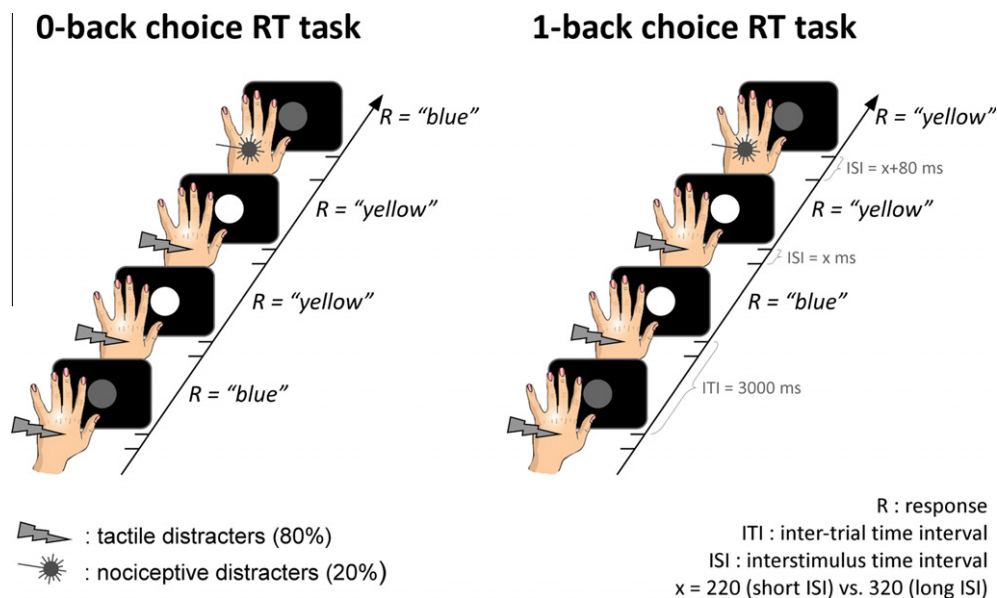 0-back choice RT task
R = “blue”
R = “yellow”
R = “yellow”
R = “blue”
1-back choice RT task
R = “yellow”
ISI = x+80 ms
R = “yellow”
ISI = x ms
R = “blue”
ITI = 3000 ms
: tactile distracters (80%)
: nociceptive distracters (20%)
R : response
ITI : inter-trial time interval
ISI : interstimulus time interval
x = 220 (short ISI) vs. 320 (long ISI)